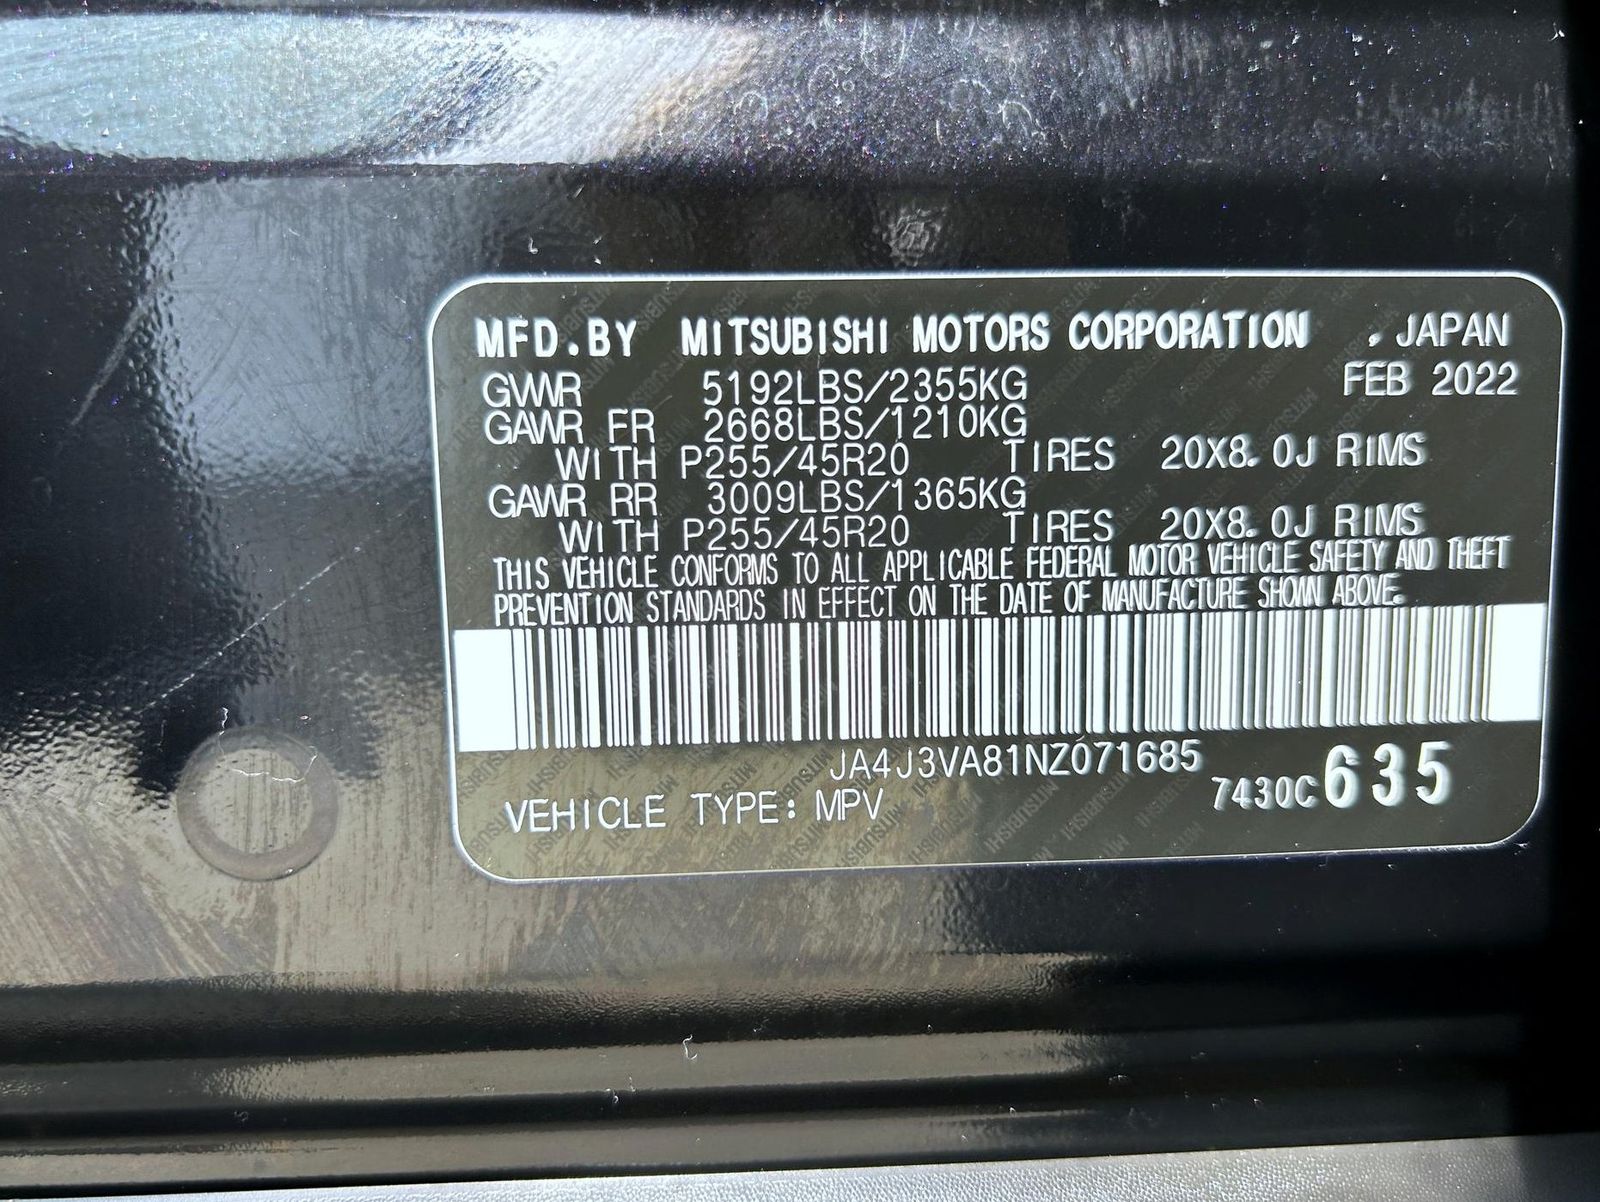 MFD.BY MITSUBISHI MOTORS CORPORATION , JAPAN
GVWR 5192LBS/2355KG FEB 2022
GAWR FR 2668LBS/1210KG
WITH P255/45R20 TIRES 20X8.0J RIMS
GAWR RR 3009LBS/1365KG
WITH P255/45R20 TIRES 20X8.0J RIMS
THIS VEHICLE CONFORMS TO ALL APPLICABLE FEDERAL MOTOR VEHICLE SAFETY AND THEFT
PREVENTION STANDARDS IN EFFECT ON THE DATE OF MANUFACTURE SHOWN ABOVE.
JA4J3VA81NZ071685
VEHICLE TYPE: MPV 7430C635